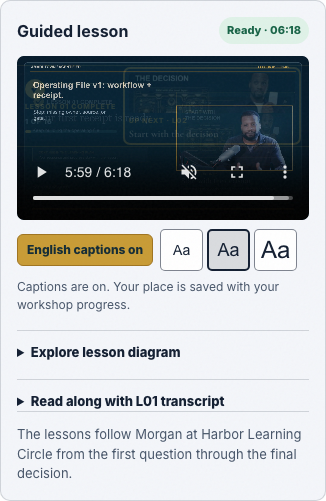 Guided lesson
Ready · 06:18
Operating File v1: workflow +
receipt.
THE DECISION
Start with the decision
5:59 / 6:18
English captions on
Aa
Aa
Aa
Captions are on. Your place is saved with your
workshop progress.
Explore lesson diagram
Read along with L01 transcript
The lessons follow Morgan at Harbor Learning
Circle from the first question through the final
decision.